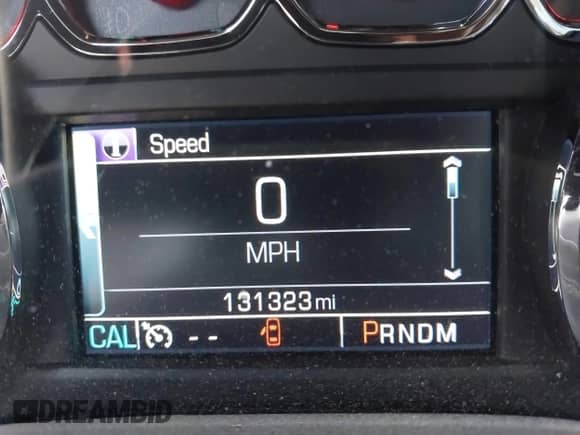 Speed
0
MPH
131323 mi
CAL -- PRNDM
DREAMBID